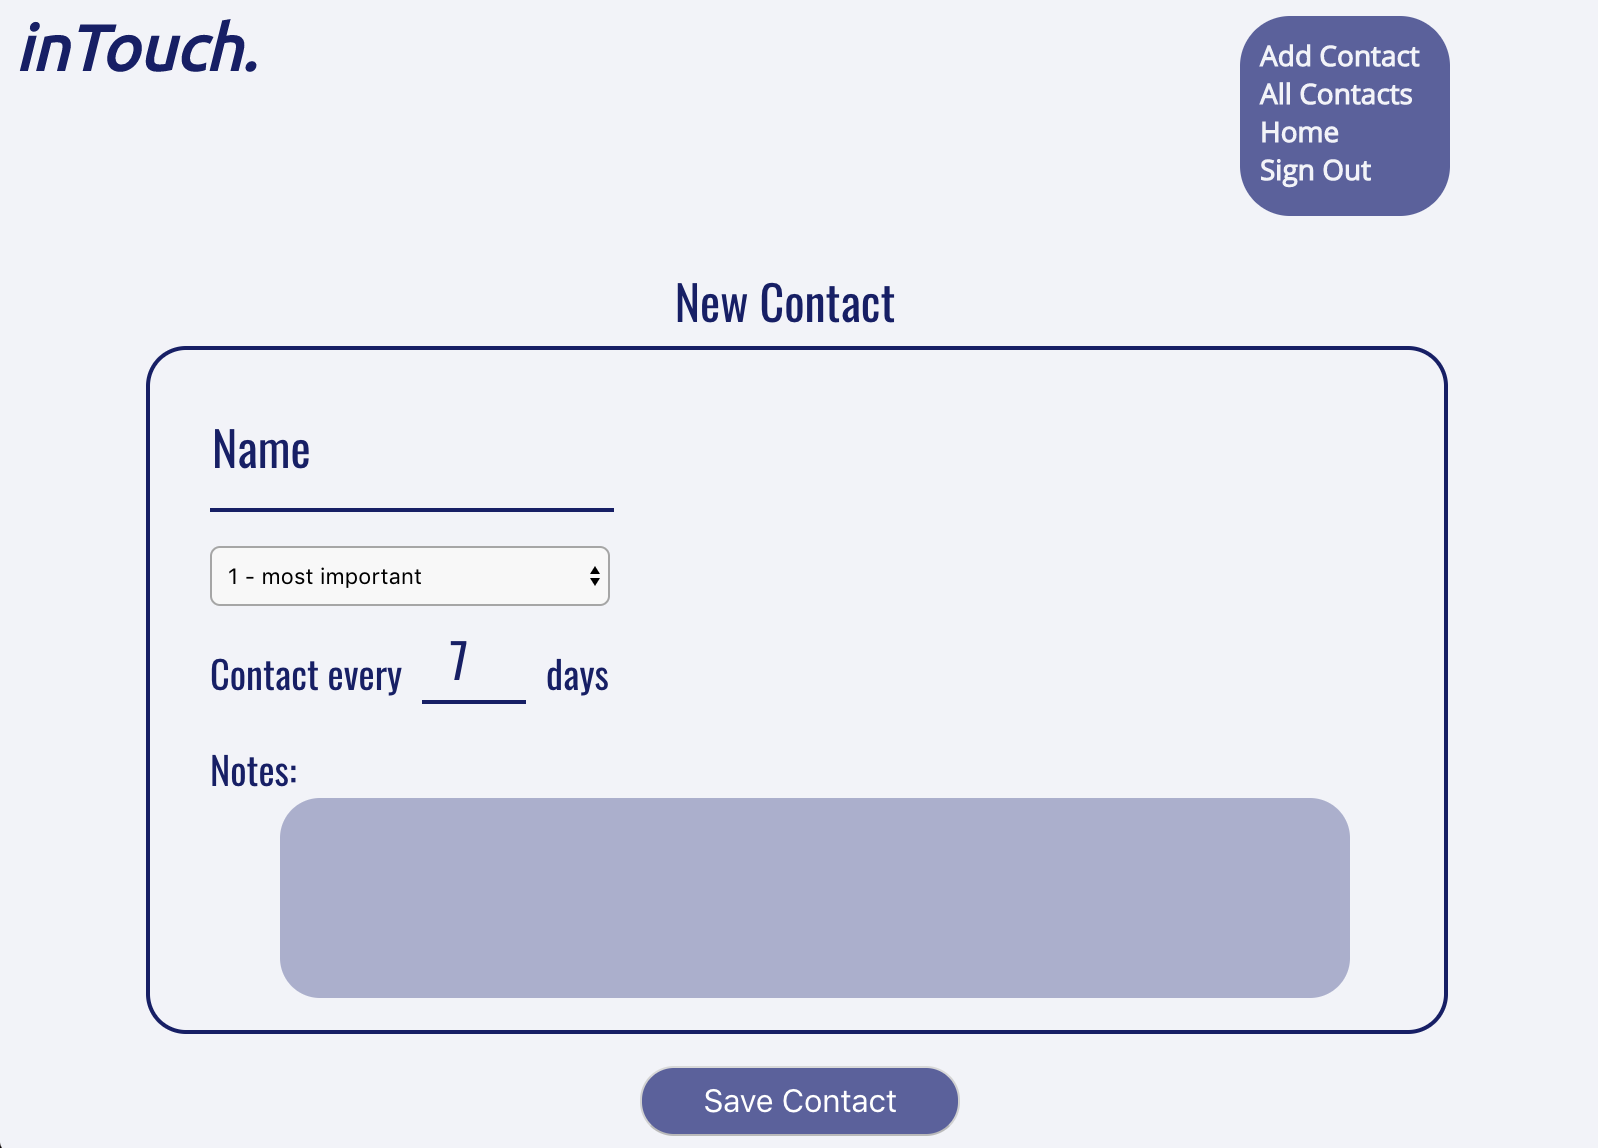 inTouch.
Add Contact
All Contacts
Home
Sign Out
New Contact
Name
1 - most important
Contact every 7 days
Notes:
Save Contact